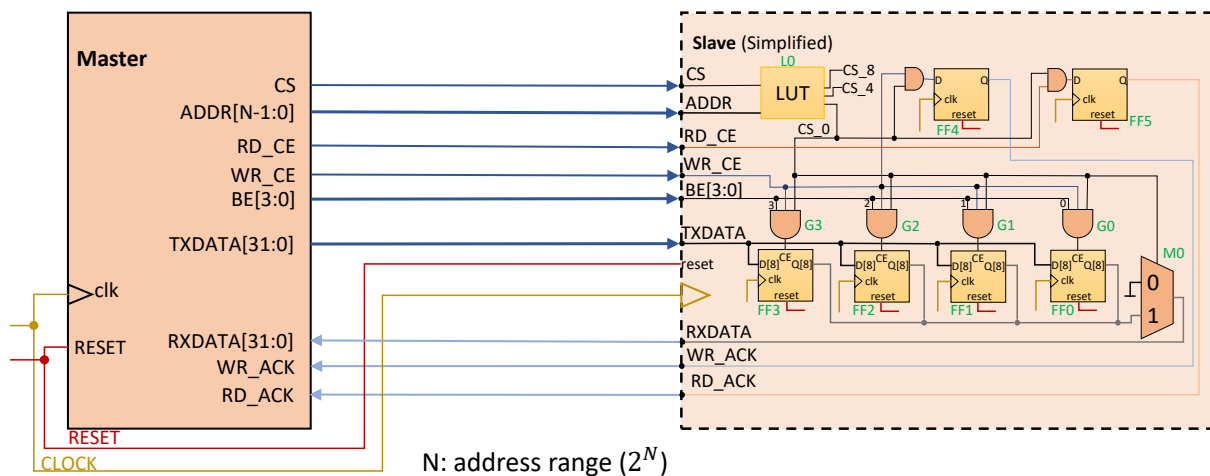 Master
CS
ADDR[N-1:0]
RD_CE
WR_CE
BE[3:0]
TXDATA[31:0]
clk
RESET
RXDATA[31:0]
WR_ACK
RD_ACK
RESET
CLOCK
N: address range (2^N)
Slave (Simplified)
L0
CS
LUT
CS_8
CS_4
ADDR
CS_0
D
Q
clk
reset
FF4
D
Q
clk
reset
FF5
RD_CE
WR_CE
BE[3:0]
3
G3
2
G2
1
G1
0
G0
TXDATA
reset
D[8]
CE
Q[8]
clk
reset
FF3
D[8]
CE
Q[8]
clk
reset
FF2
D[8]
CE
Q[8]
clk
reset
FF1
D[8]
CE
Q[8]
clk
reset
FF0
M0
0
1
RXDATA
WR_ACK
RD_ACK